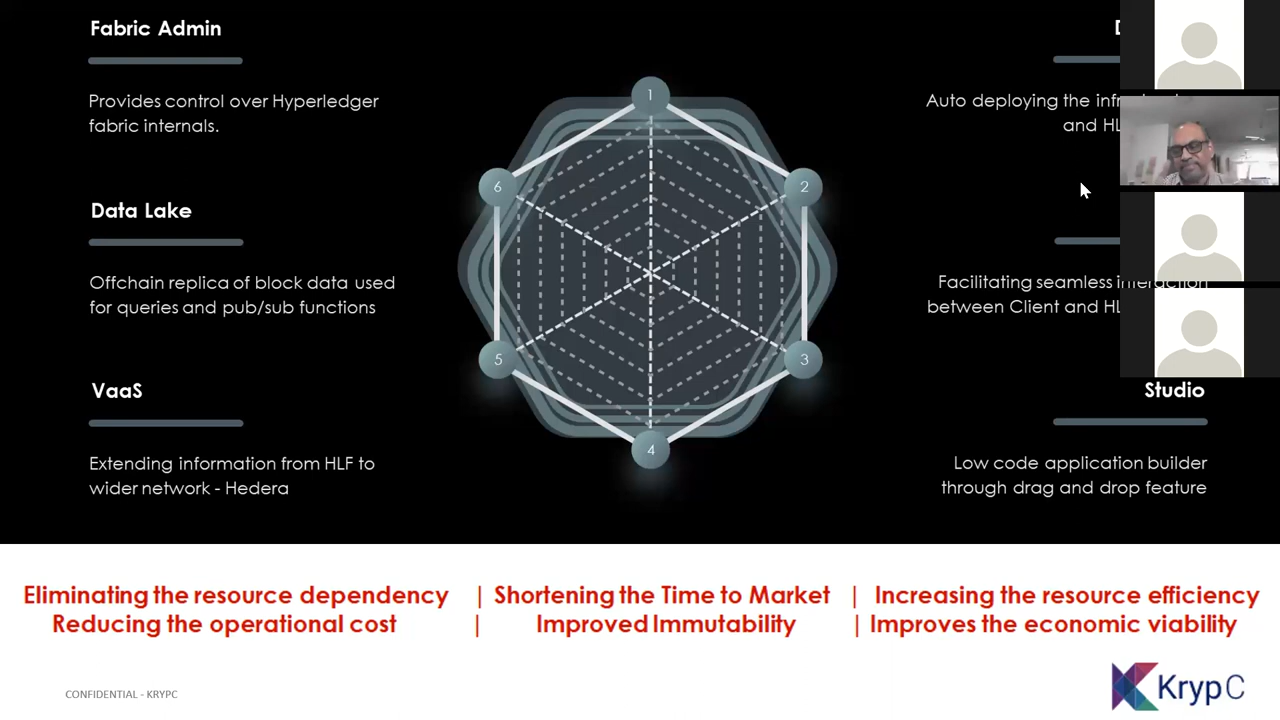 Fabric Admin
Provides control over Hyperledger
fabric internals.
Data Lake
Offchain replica of block data used
for queries and pub/sub functions
VaaS
Extending information from HLF to
wider network - Hedera
1
2
3
4
5
6
Auto deploying the
and
Facilitating seamless interaction
between Client and
Studio
Low code application builder
through drag and drop feature
Eliminating the resource dependency | Shortening the Time to Market | Increasing the resource efficiency
Reducing the operational cost | Improved Immutability | Improves the economic viability
CONFIDENTIAL - KRYPC
KrypC